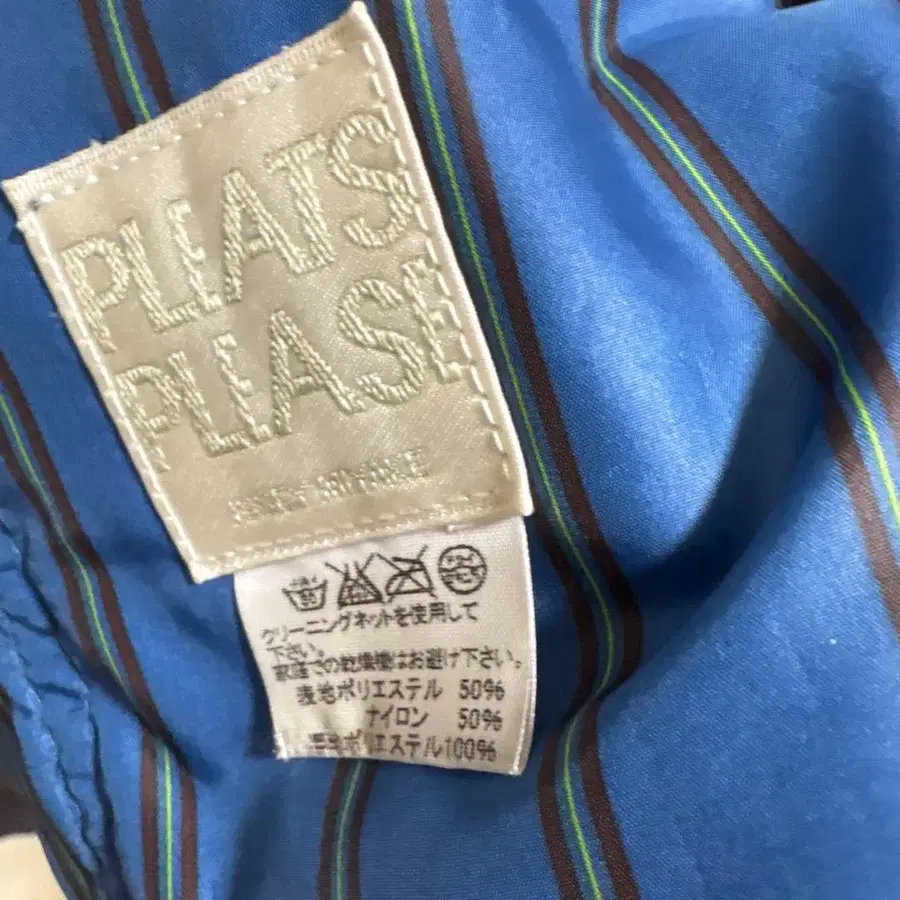 PLEATS
PLEASE
ISSEY MIYAKE
クリーニングネットを使用して
下さい。
家庭での乾燥機はお避け下さい。
表地ポリエステル 50%
ナイロン 50%
ポリエステル100%